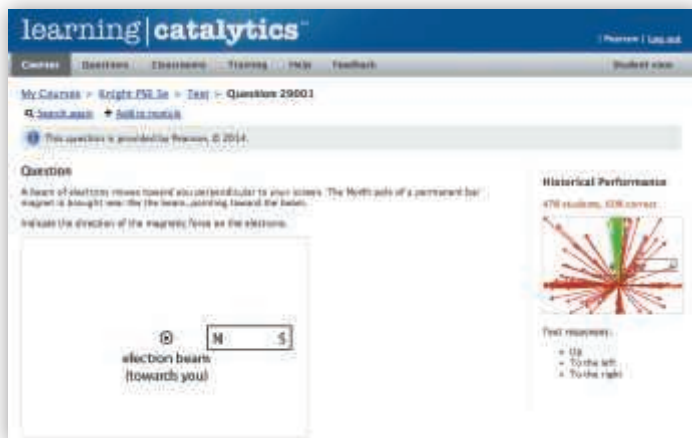 learning | catalytics™
| Pearson | Log out
Courses Questions Classrooms Training Help Feedback Student view
My Courses > Knight PSE 3e > Test > Question 29001
Search again + Add to module
This question is provided by Pearson, © 2014.
Question
A beam of electrons moves toward you perpendicular to your screen. The North pole of a permanent bar
magnet is brought near the the beam, pointing toward the beam.
Indicate the direction of the magnetic force on the electrons.
N S
electron beam
(towards you)
Historical Performance
students, correct
Text responses:
Up
To the left
To the right